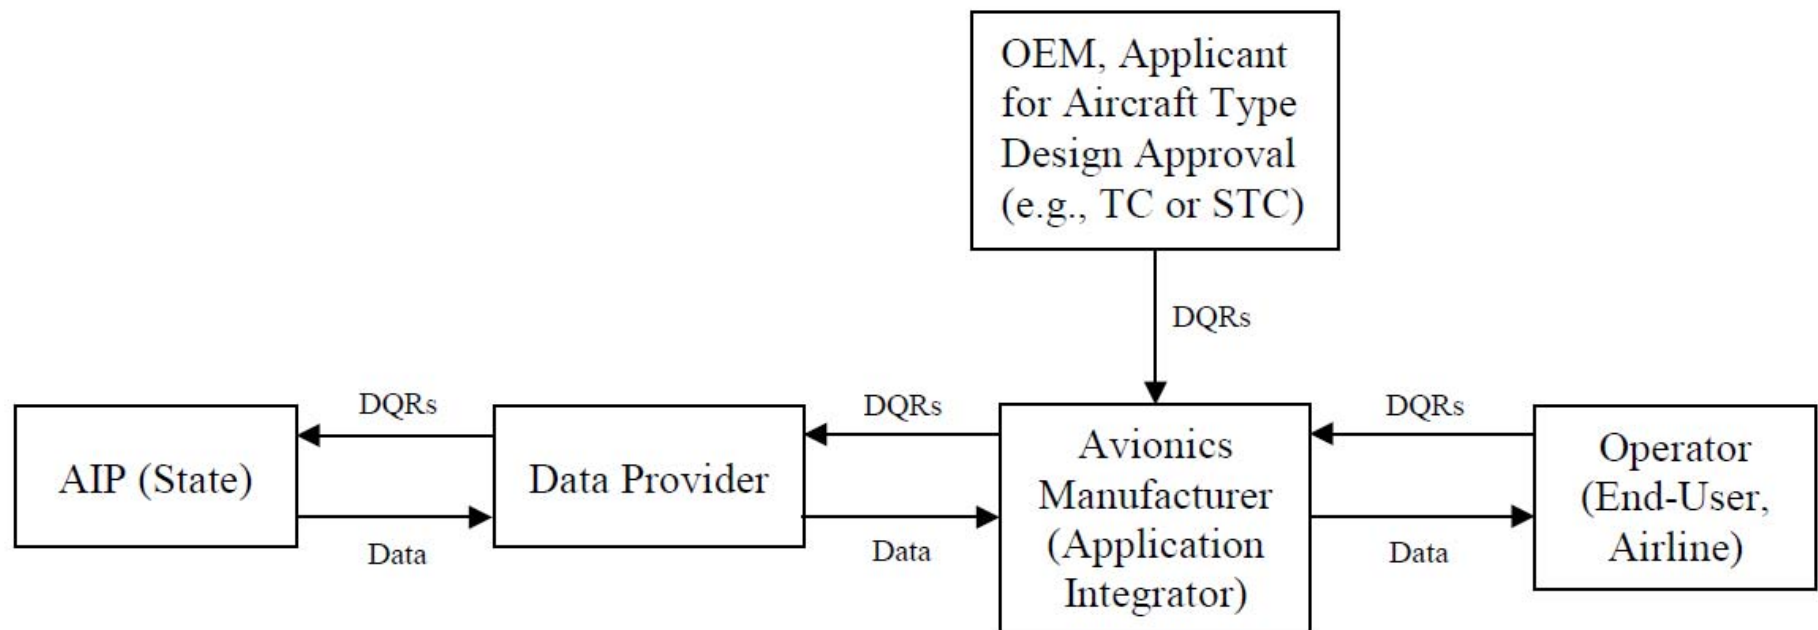 OEM, Applicant
for Aircraft Type
Design Approval
(e.g., TC or STC)
DQRs
DQRs
DQRs
DQRs
AIP (State)
Data Provider
Avionics
Manufacturer
(Application
Integrator)
Operator
(End-User,
Airline)
Data
Data
Data